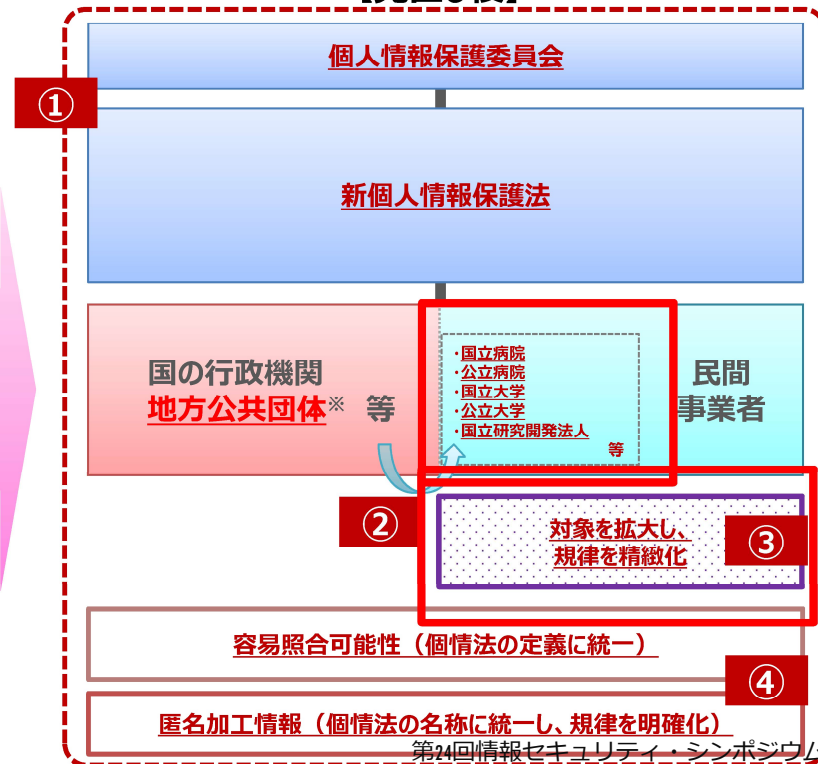 個人情報保護委員会
①
新個人情報保護法
国の行政機関
地方公共団体※ 等
・国立病院
・公立病院
・国立大学
・公立大学
・国立研究開発法人
等
民間
事業者
②
対象を拡大し、
規律を精緻化
③
容易照合可能性（個情法の定義に統一）
④
匿名加工情報（個情法の名称に統一し、規律を明確化）
第24回情報セキュリティ・シンポジウム